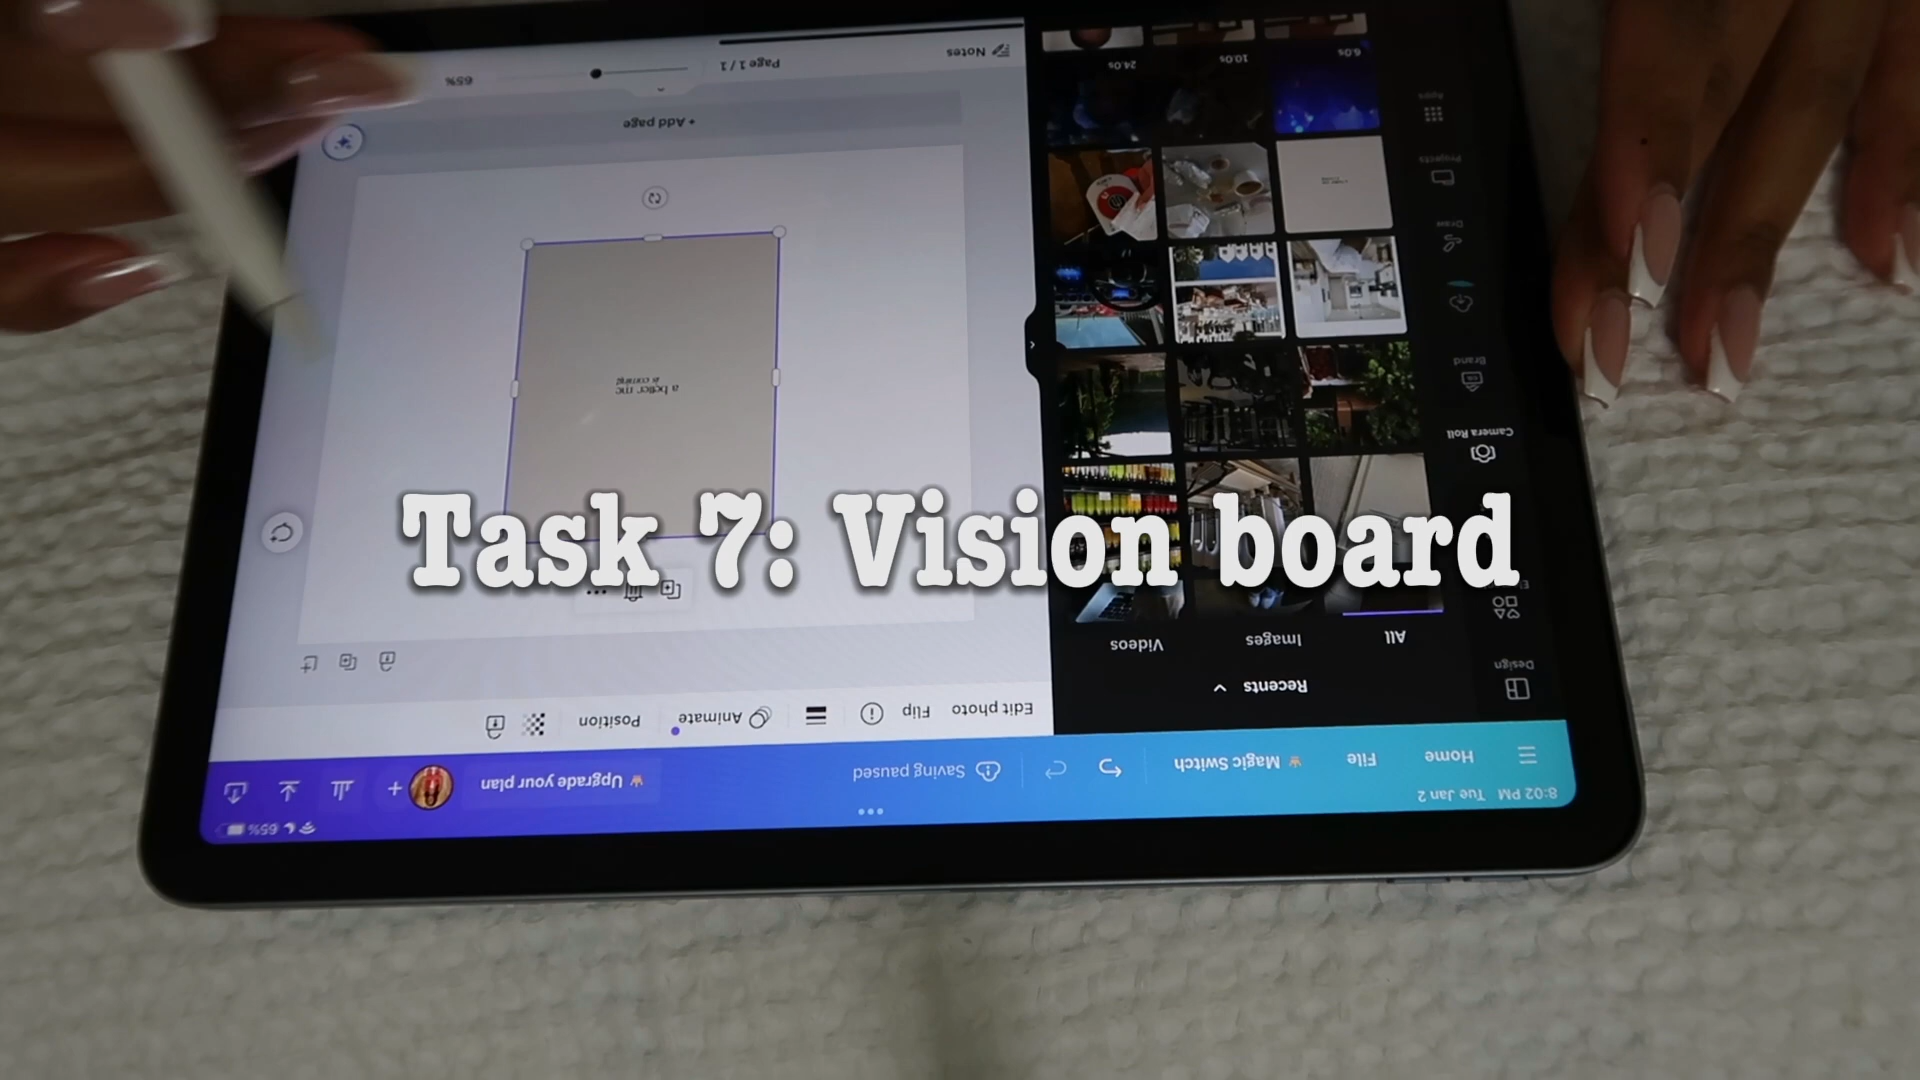 Task 7: Vision board
8:02 PM Tue Jan 2
65%
Home
File
Magic Switch
Saving paused
Upgrade your plan
Edit photo
Flip
Animate
Position
Design
Recents
All
Images
Videos
Camera Roll
Brand
Draw
Projects
Apps
a better me
is coming
6.0s
10.0s
24.0s
+ Add page
Notes
Page 1 / 1
65%